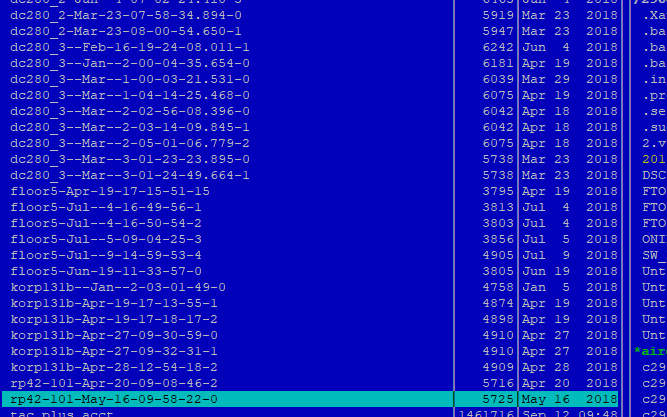 dc280_2-Mar-23-07-58-34.894-0 5919 Mar 23 2018 .Xa
dc280_2-Mar-23-08-00-54.650-1 5947 Mar 23 2018 .ba
dc280_3--Feb-16-19-24-08.011-1 6242 Jun 4 2018 .ba
dc280_3--Jan--2-00-04-35.654-0 6181 Apr 19 2018 .ba
dc280_3--Mar--1-00-03-21.531-0 6039 Mar 29 2018 .in
dc280_3--Mar--1-04-14-25.468-0 6075 Apr 19 2018 .pr
dc280_3--Mar--2-02-56-08.396-0 6042 Apr 18 2018 .se
dc280_3--Mar--2-03-14-09.845-1 6042 Apr 18 2018 .su
dc280_3--Mar--2-05-01-06.779-2 6075 Apr 18 2018 2.v
dc280_3--Mar--3-01-23-23.895-0 5738 Mar 23 2018 201
dc280_3--Mar--3-01-24-49.664-1 5738 Mar 23 2018 DSC
floor5-Apr-19-17-15-51-15 3795 Apr 19 2018 FTO
floor5-Jul--4-16-49-56-1 3813 Jul 4 2018 FTO
floor5-Jul--4-16-50-54-2 3803 Jul 4 2018 FTO
floor5-Jul--5-09-04-25-3 3856 Jul 5 2018 ONI
floor5-Jul--9-14-59-53-4 4905 Jul 9 2018 SW_
floor5-Jun-19-11-33-57-0 3805 Jun 19 2018 Unt
korp131b--Jan--2-03-01-49-0 4758 Jan 5 2018 Unt
korp131b-Apr-19-17-13-55-1 4874 Apr 19 2018 Unt
korp131b-Apr-19-17-18-17-2 4898 Apr 19 2018 Unt
korp131b-Apr-27-09-30-59-0 4910 Apr 27 2018 Unt
korp131b-Apr-27-09-32-31-1 4910 Apr 27 2018 *air
korp131b-Apr-28-12-54-18-2 4909 Apr 28 2018 c29
rp42-101-Apr-20-09-08-46-2 5716 Apr 20 2018 c29
rp42-101-May-16-09-58-22-0 5725 May 16 2018 c29
tac_plus.acct 1461716 Sep 12 09:48 c29